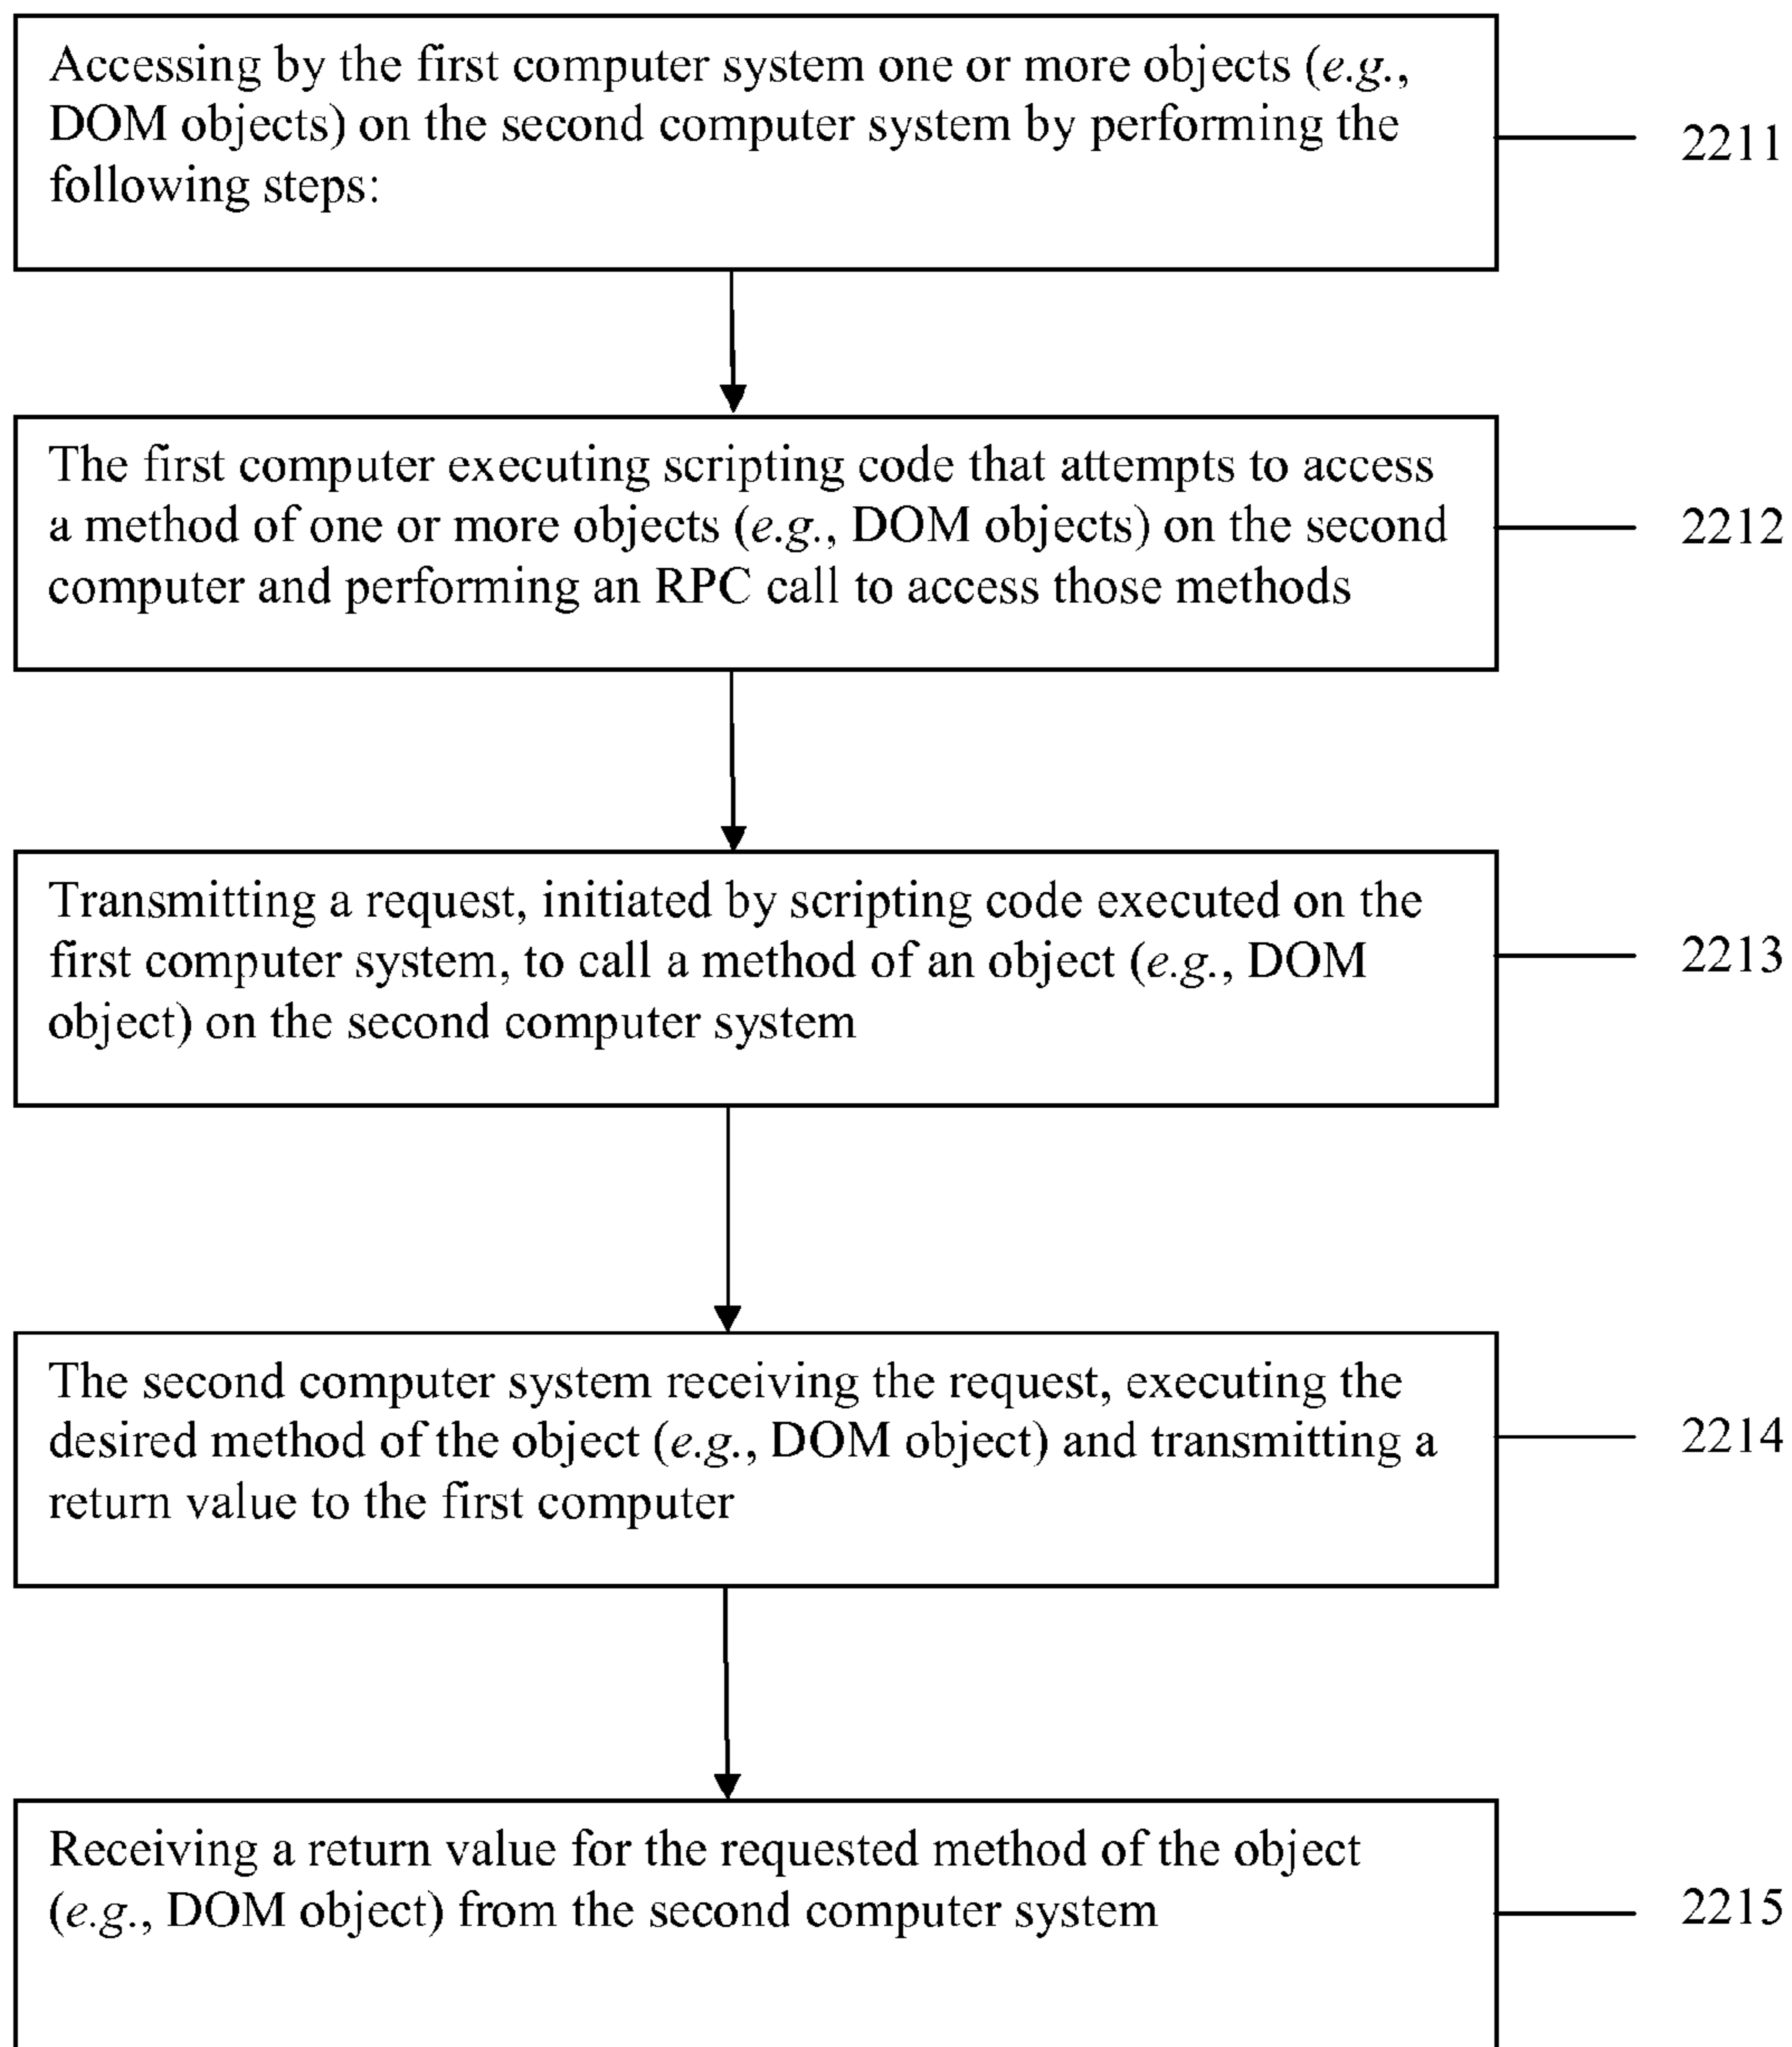 Accessing by the first computer system one or more objects (e.g.,
DOM objects) on the second computer system by performing the
following steps:
2211
The first computer executing scripting code that attempts to access
a method of one or more objects (e.g., DOM objects) on the second
computer and performing an RPC call to access those methods
2212
Transmitting a request, initiated by scripting code executed on the
first computer system, to call a method of an object (e.g., DOM
object) on the second computer system
2213
The second computer system receiving the request, executing the
desired method of the object (e.g., DOM object) and transmitting a
return value to the first computer
2214
Receiving a return value for the requested method of the object
(e.g., DOM object) from the second computer system
2215